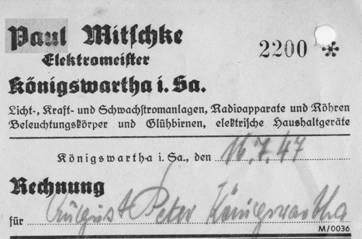 Paul Mitschke
Elektromeister
2200 *
Königswartha i. Sa.
Licht-, Kraft- und Schwachstromanlagen, Radioapparate und Röhren
Beleuchtungskörper und Glühbirnen, elektrische Haushaltgeräte
Königswartha i. Sa., den 16.7.47
Rechnung
für August Peter Königswartha
M/0036